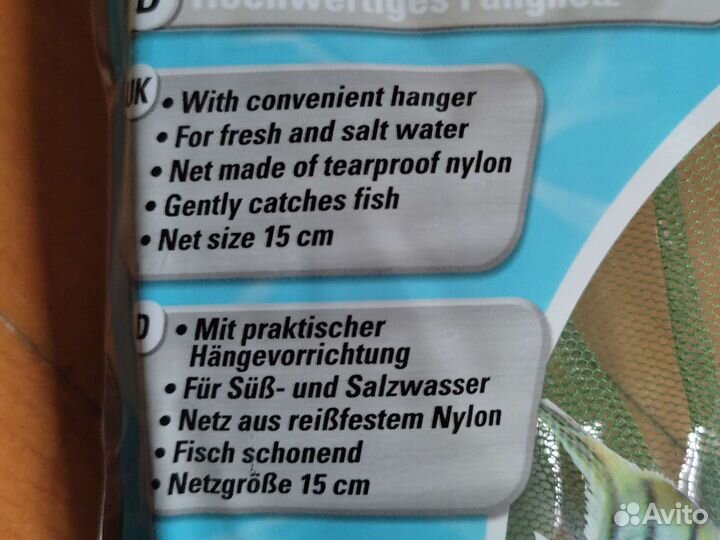 D Hochwertiges Fangnetz
UK
• With convenient hanger
• For fresh and salt water
• Net made of tearproof nylon
• Gently catches fish
• Net size 15 cm
D
• Mit praktischer
Hängevorrichtung
• Für Süß- und Salzwasser
• Netz aus reißfestem Nylon
• Fisch schonend
• Netzgröße 15 cm
Avito